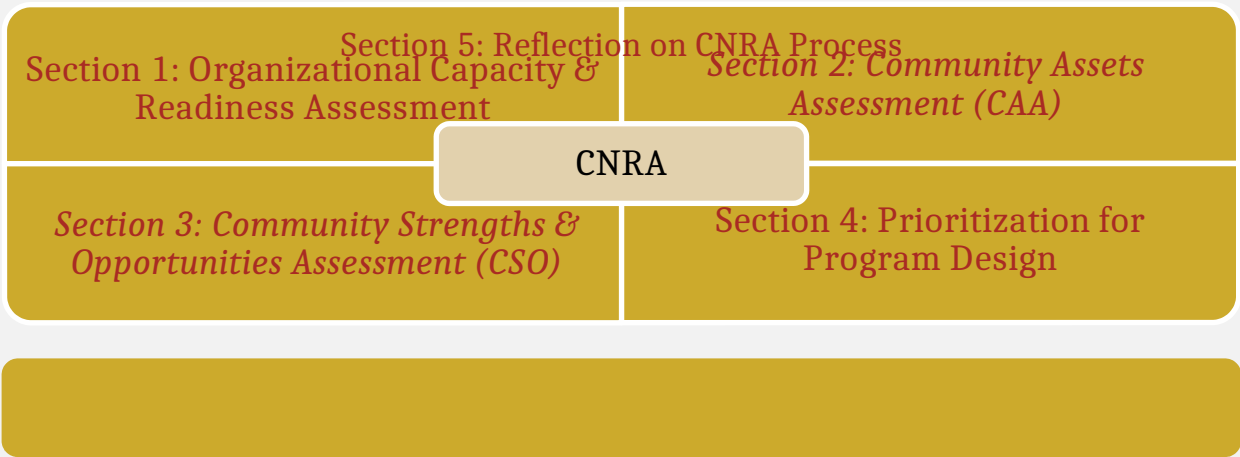 Section 5: Reflection on CNRA Process
Section 1: Organizational Capacity &
Readiness Assessment
Section 2: Community Assets
Assessment (CAA)
CNRA
Section 3: Community Strengths &
Opportunities Assessment (CSO)
Section 4: Prioritization for
Program Design